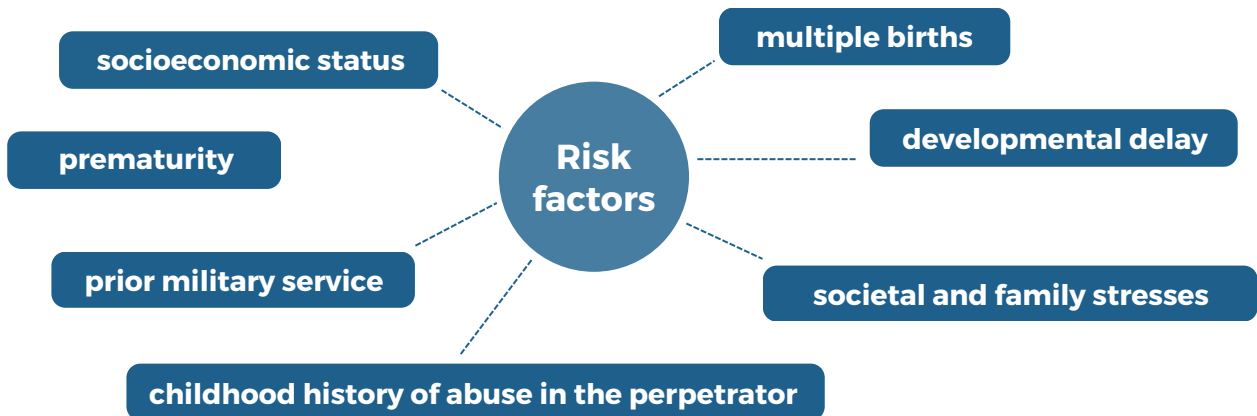 multiple births
socioeconomic status
developmental delay
prematurity
Risk
factors
prior military service
societal and family stresses
childhood history of abuse in the perpetrator